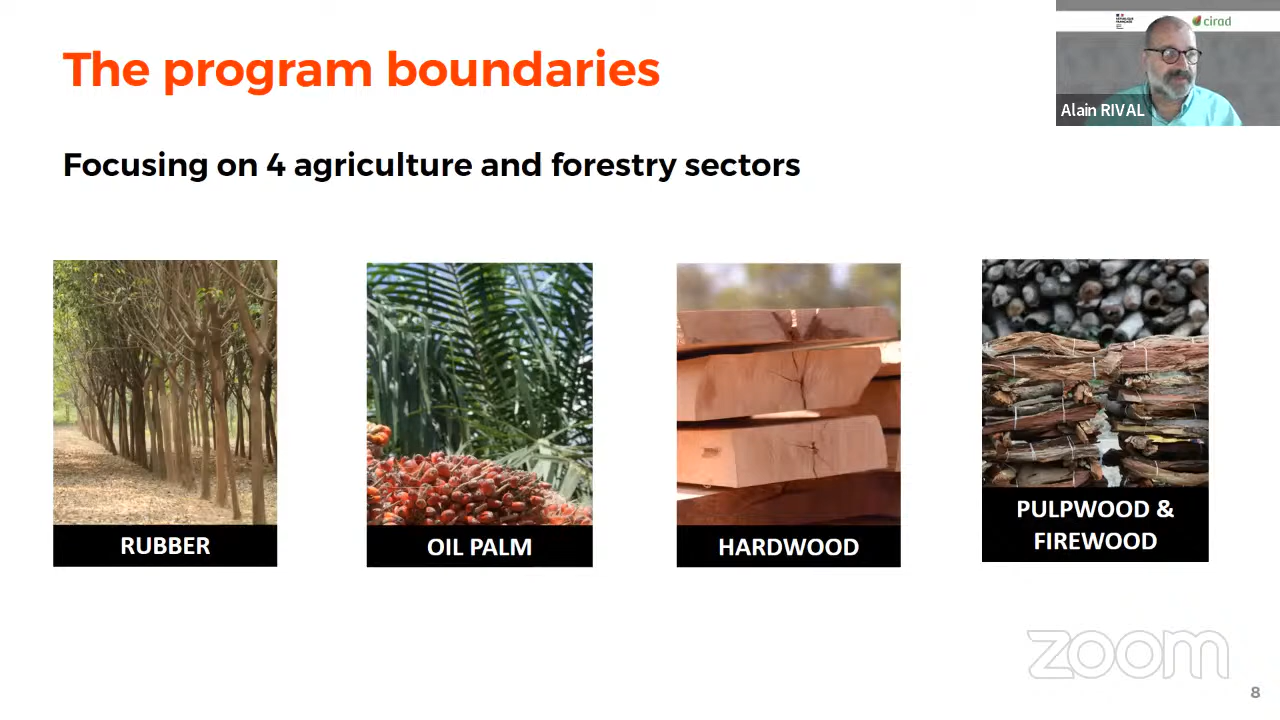 The program boundaries
cirad
Alain RIVAL
Focusing on 4 agriculture and forestry sectors
RUBBER
OIL PALM
HARDWOOD
PULPWOOD &
FIREWOOD
zoom
8